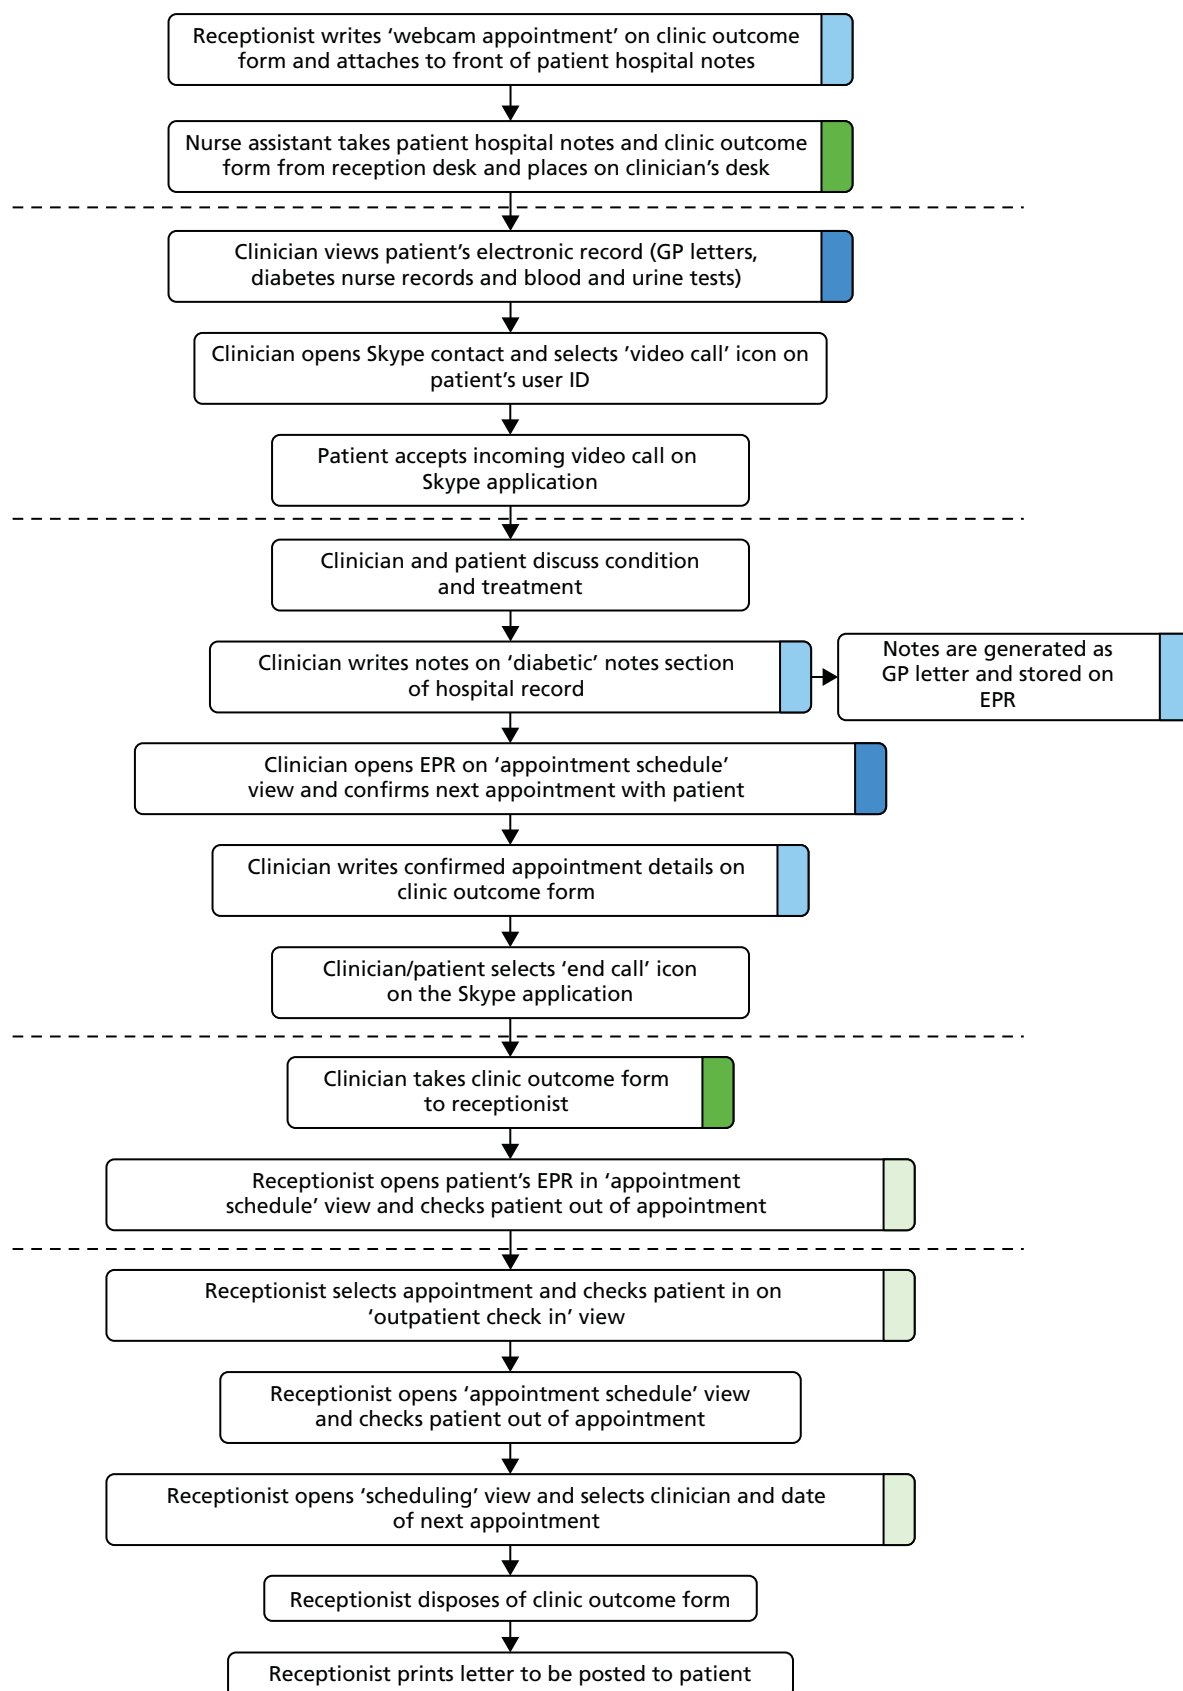 Receptionist writes ‘webcam appointment’ on clinic outcome
form and attaches to front of patient hospital notes
Nurse assistant takes patient hospital notes and clinic outcome
form from reception desk and places on clinician’s desk
Clinician views patient’s electronic record (GP letters,
diabetes nurse records and blood and urine tests)
Clinician opens Skype contact and selects ’video call’ icon on
patient’s user ID
Patient accepts incoming video call on
Skype application
Clinician and patient discuss condition
and treatment
Clinician writes notes on ‘diabetic’ notes section
of hospital record
Notes are generated as
GP letter and stored on
EPR
Clinician opens EPR on ‘appointment schedule’
view and confirms next appointment with patient
Clinician writes confirmed appointment details on
clinic outcome form
Clinician/patient selects ‘end call’ icon
on the Skype application
Clinician takes clinic outcome form
to receptionist
Receptionist opens patient’s EPR in ‘appointment
schedule’ view and checks patient out of appointment
Receptionist selects appointment and checks patient in on
‘outpatient check in’ view
Receptionist opens ‘appointment schedule’ view
and checks patient out of appointment
Receptionist opens ‘scheduling’ view and selects clinician and date
of next appointment
Receptionist disposes of clinic outcome form
Receptionist prints letter to be posted to patient